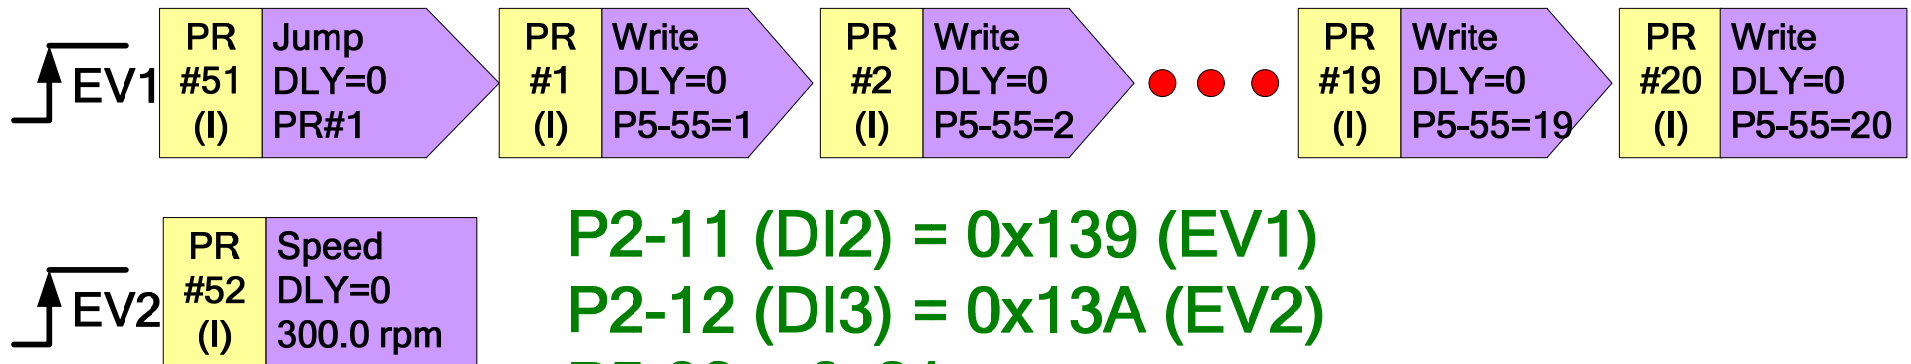 EV1
PR
#51
(I)
Jump
DLY=0
PR#1
PR
#1
(I)
Write
DLY=0
P5-55=1
PR
#2
(I)
Write
DLY=0
P5-55=2
PR
#19
(I)
Write
DLY=0
P5-55=19
PR
#20
(I)
Write
DLY=0
P5-55=20
EV2
PR
#52
(I)
Speed
DLY=0
300.0 rpm
P2-11 (DI2) = 0x139 (EV1)
P2-12 (DI3) = 0x13A (EV2)